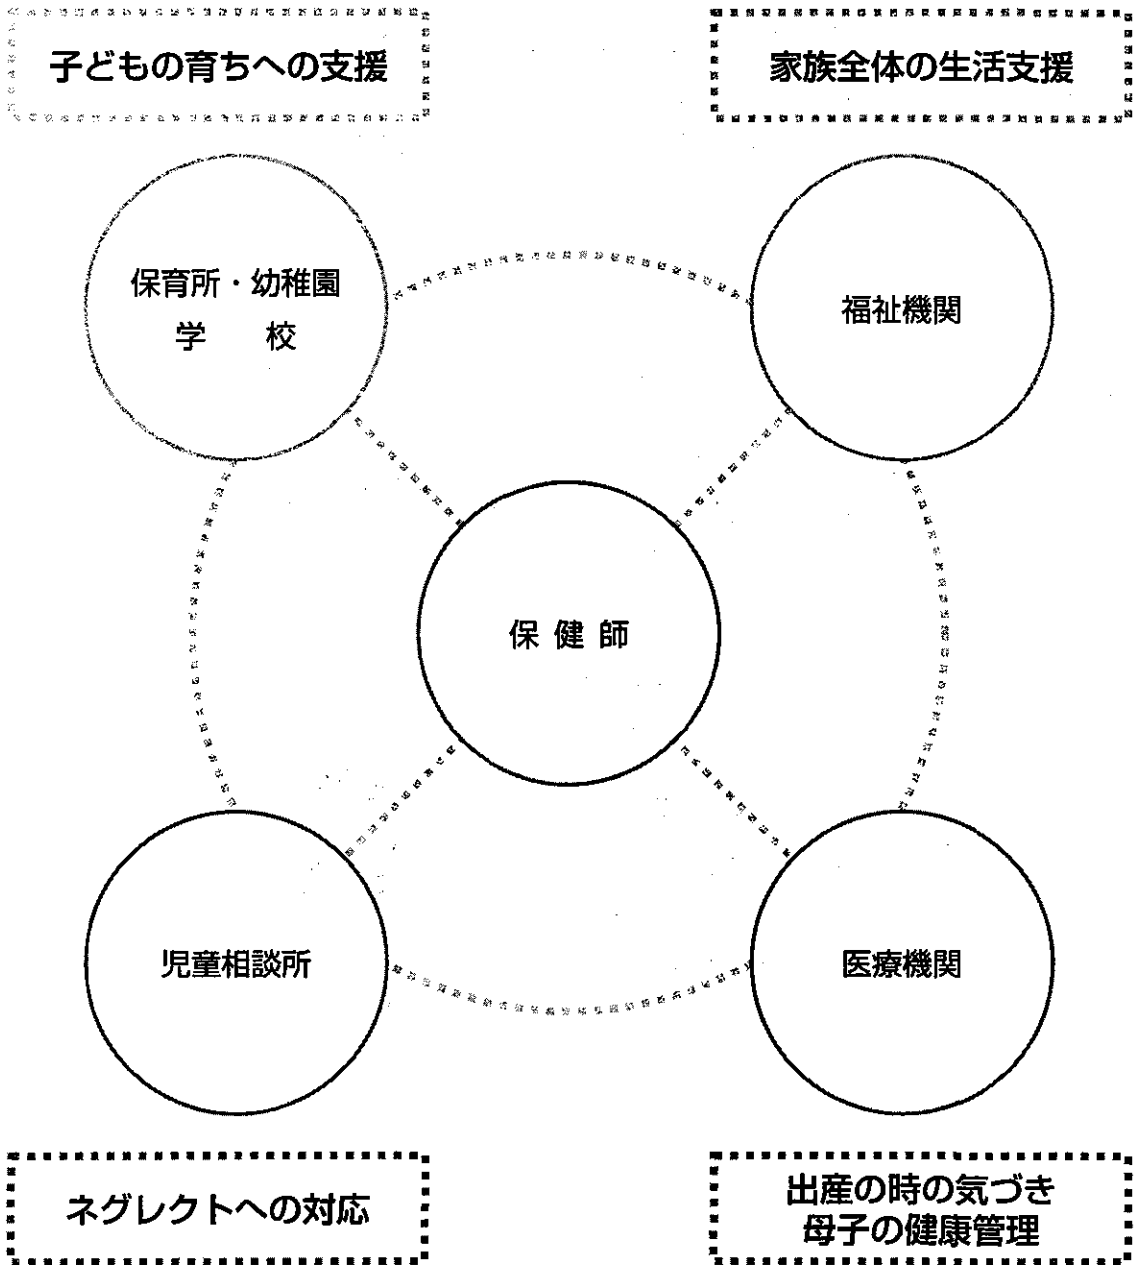 子どもの育ちへの支援
家族全体の生活支援
保育所・幼稚園
学　校
福祉機関
保健師
児童相談所
医療機関
ネグレクトへの対応
出産の時の気づき
母子の健康管理